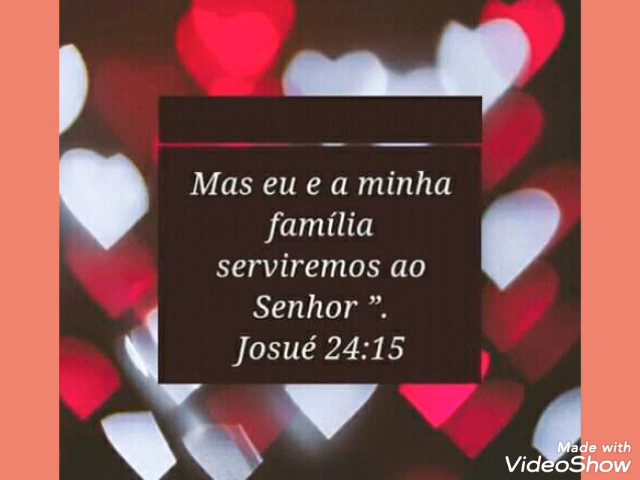 Mas eu e a minha
família
serviremos ao
Senhor ”.
Josué 24:15
Made with
VideoShow